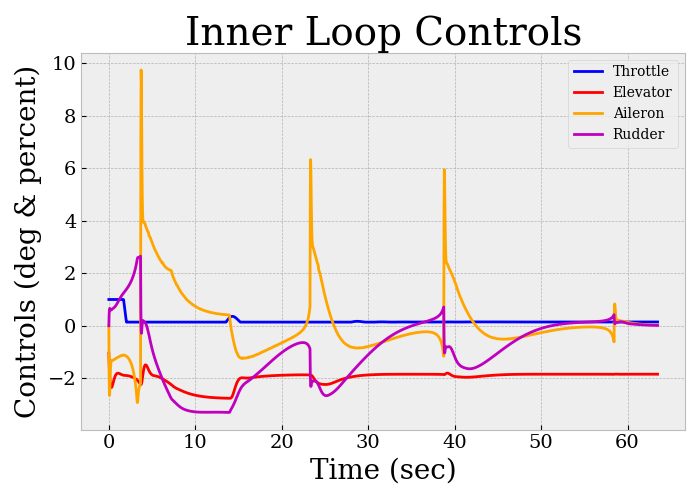 Inner Loop Controls
Controls (deg & percent)
10
8
6
4
2
0
−2
Throttle
Elevator
Aileron
Rudder
0 10 20 30 40 50 60
Time (sec)